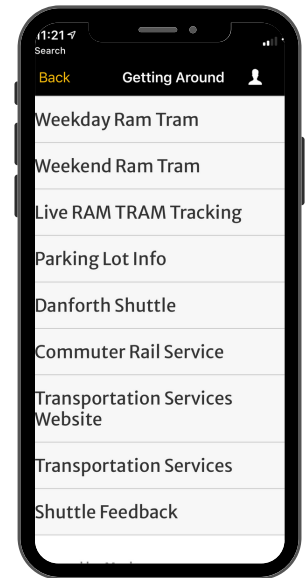 11:21
Search
Back Getting Around
Weekday Ram Tram
Weekend Ram Tram
Live RAM TRAM Tracking
Parking Lot Info
Danforth Shuttle
Commuter Rail Service
Transportation Services
Website
Transportation Services
Shuttle Feedback